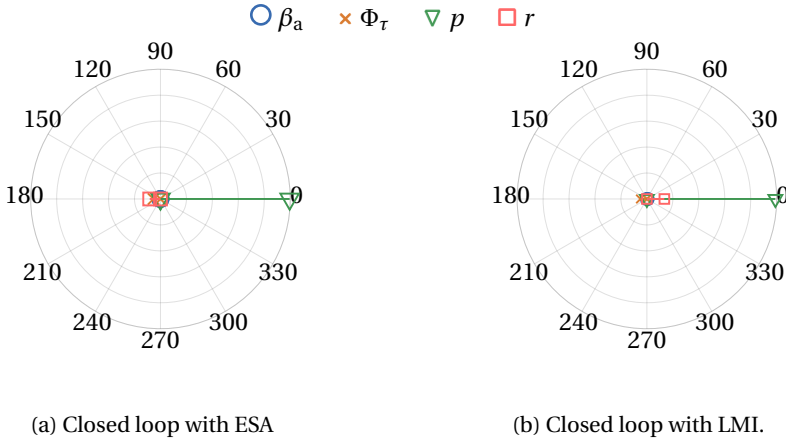 βa Φτ p r
90 90
120 60 120 60
150 30 150 30
180 0 180 0
210 330 210 330
240 300 240 300
270 270
(a) Closed loop with ESA (b) Closed loop with LMI.